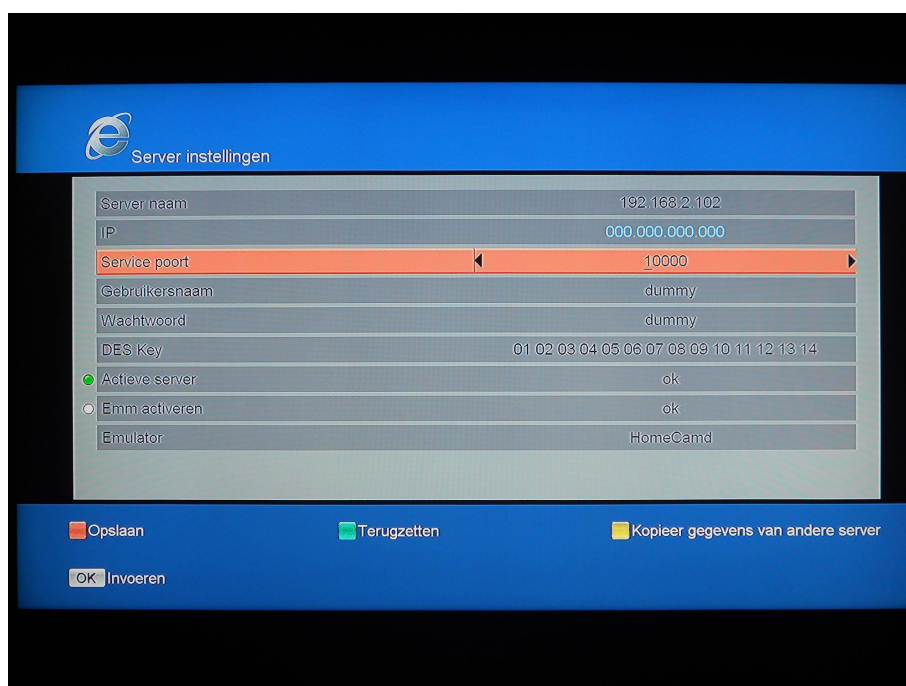 Server instellingen
Server naam 192.168.2.102
IP 000.000.000.000
Service poort 10000
Gebruikersnaam dummy
Wachtwoord dummy
DES Key 01 02 03 04 05 06 07 08 09 10 11 12 13 14
Actieve server ok
Emm activeren ok
Emulator HomeCamd
Opslaan Terugzetten Kopieer gegevens van andere server
OK Invoeren